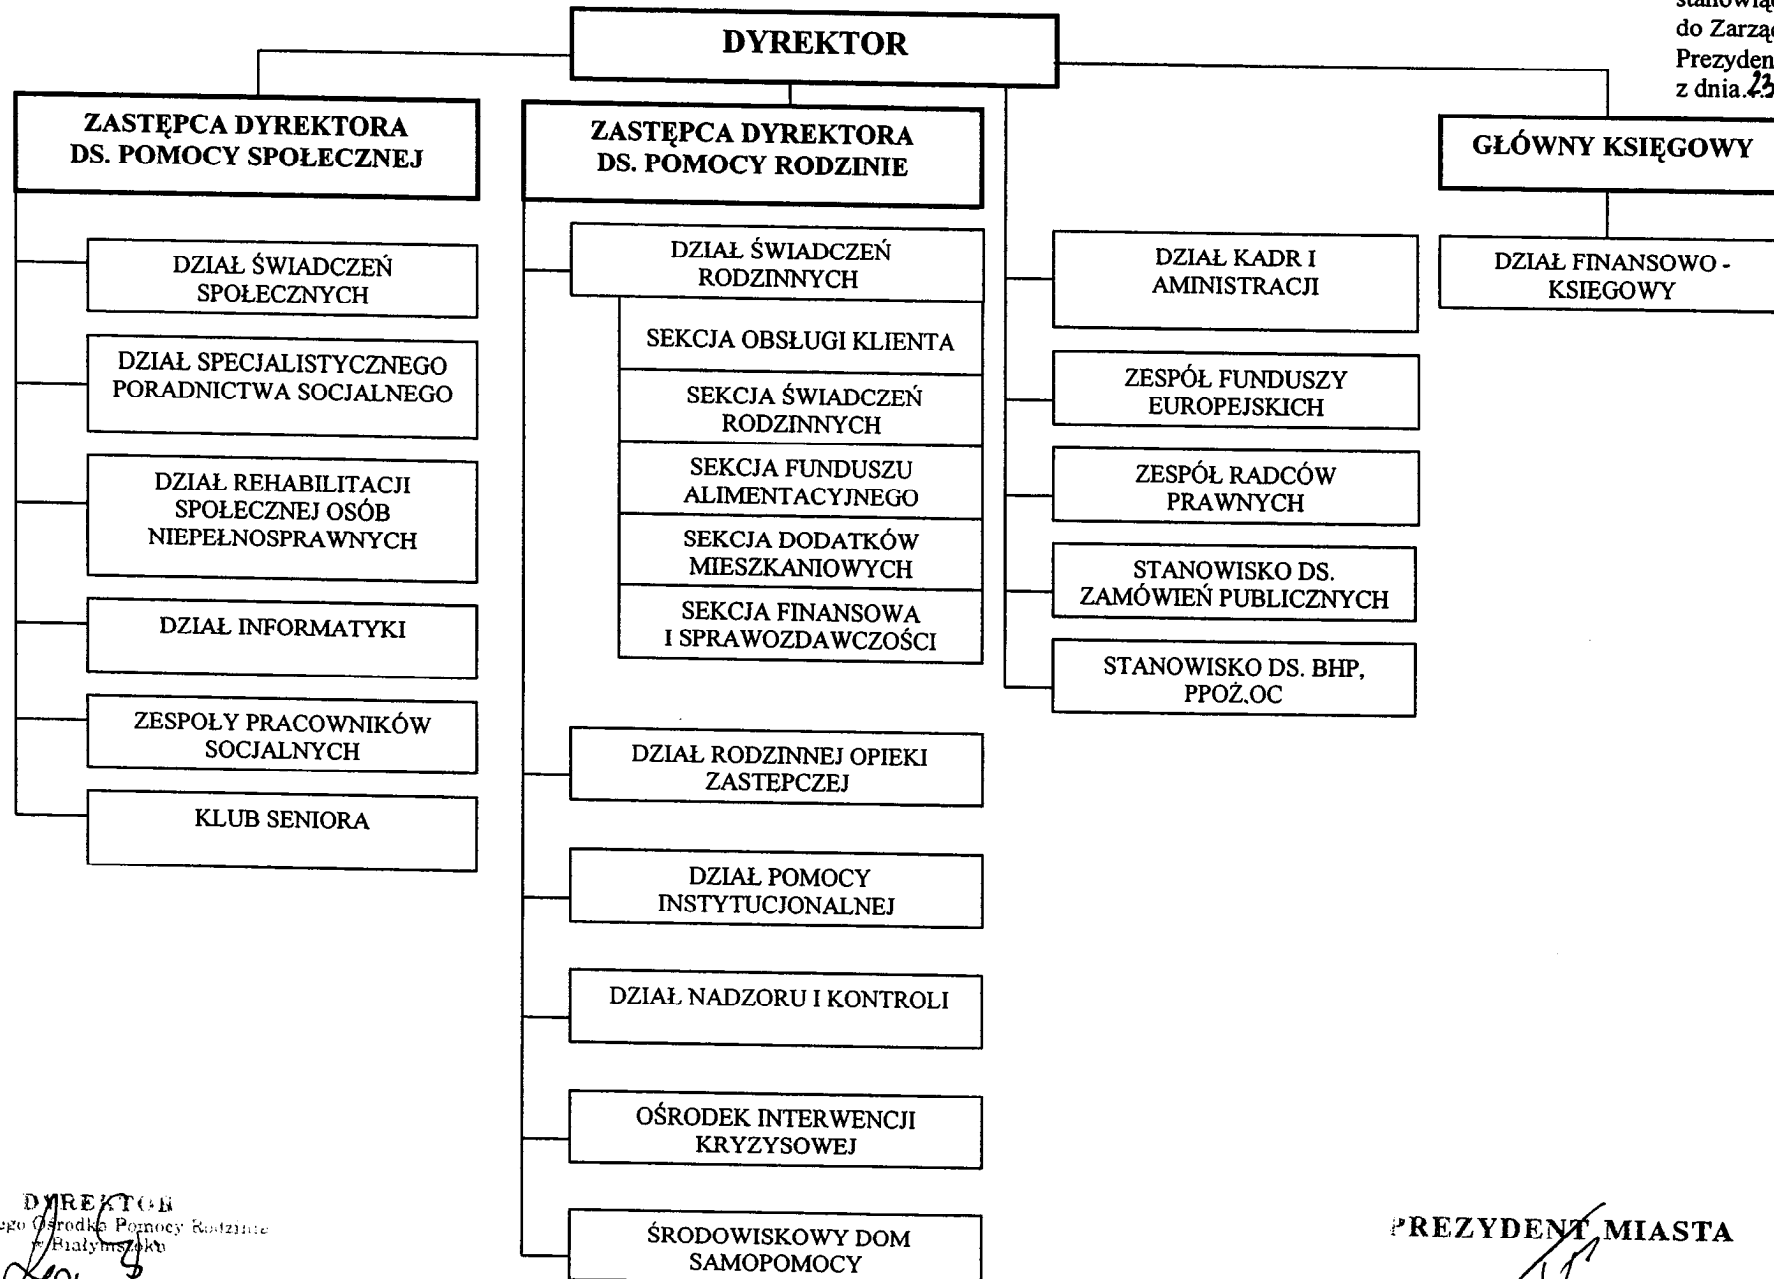 do
Prezyden
z dnia
DYREKTOR
ZASTĘPCA DYREKTORA
DS. POMOCY SPOŁECZNEJ
ZASTĘPCA DYREKTORA
DS. POMOCY RODZINIE
GŁÓWNY KSIĘGOWY
DZIAŁ ŚWIADCZEŃ
SPOŁECZNYCH
DZIAŁ SPECJALISTYCZNEGO
PORADNICTWA SOCJALNEGO
DZIAŁ REHABILITACJI
SPOŁECZNEJ OSÓB
NIEPEŁNOSPRAWNYCH
DZIAŁ INFORMATYKI
ZESPOŁY PRACOWNIKÓW
SOCJALNYCH
KLUB SENIORA
DZIAŁ ŚWIADCZEŃ
RODZINNYCH
SEKCJA OBSŁUGI KLIENTA
SEKCJA ŚWIADCZEŃ
RODZINNYCH
SEKCJA FUNDUSZU
ALIMENTACYJNEGO
SEKCJA DODATKÓW
MIESZKANIOWYCH
SEKCJA FINANSOWA
I SPRAWOZDAWCZOŚCI
DZIAŁ RODZINNEJ OPIEKI
ZASTĘPCZEJ
DZIAŁ POMOCY
INSTYTUCJONALNEJ
DZIAŁ NADZORU I KONTROLI
OŚRODEK INTERWENCJI
KRYZYSOWEJ
ŚRODOWISKOWY DOM
SAMOPOMOCY
DZIAŁ KADR I
AMINISTRACJI
ZESPÓŁ FUNDUSZY
EUROPEJSKICH
ZESPÓŁ RADCÓW
PRAWNYCH
STANOWISKO DS.
ZAMÓWIEŃ PUBLICZNYCH
STANOWISKO DS. BHP,
PPOŻ,OC
DZIAŁ FINANSOWO -
KSIEGOWY
DYREKTOR
Ośrodka Pomocy Rodzinie
w Białymstoku
PREZYDENT MIASTA